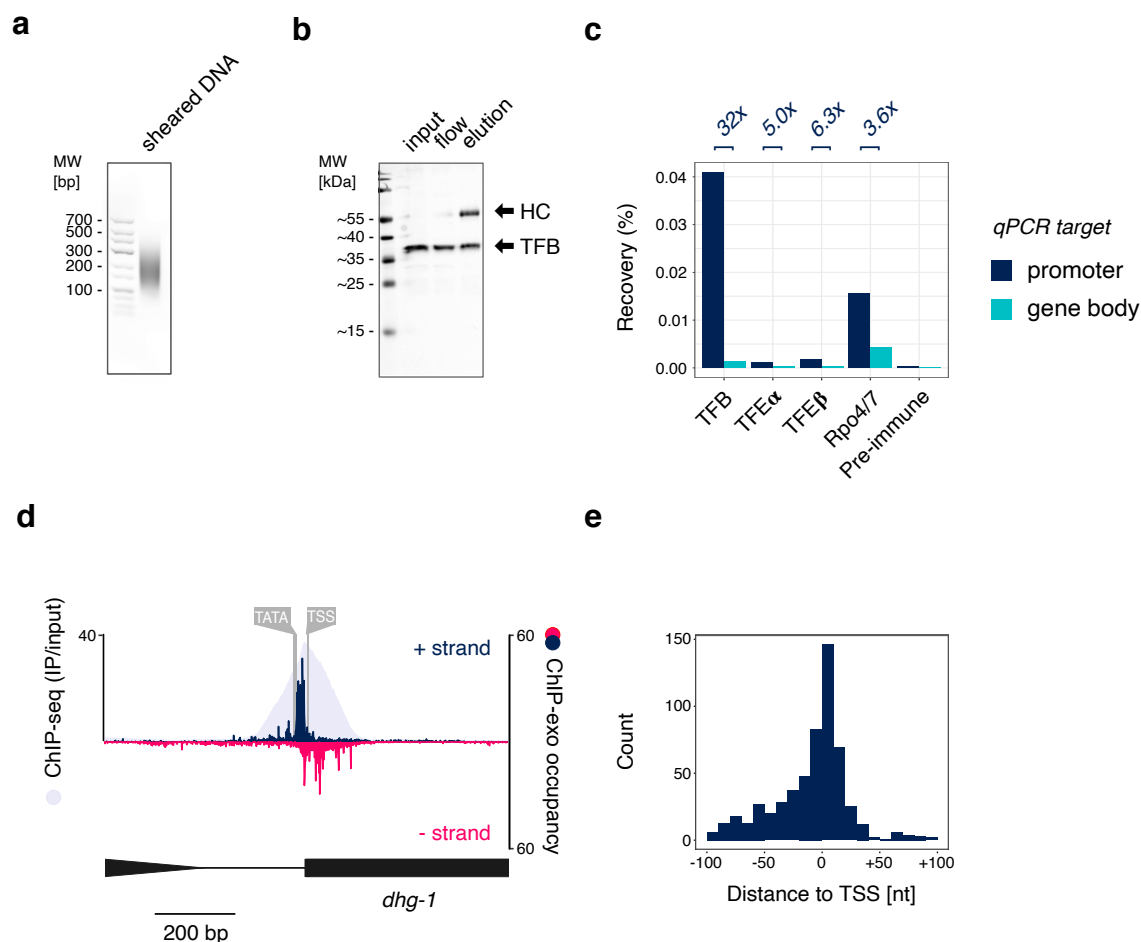 a
sheared DNA
MW
[bp]
700 -
500 -
300 -
200 -
100 -
b
input
flow
elution
MW
[kDa]
~55 -
~40 -
~35 -
~25 -
~15 -
HC
TFB
c
32x
5.0x
6.3x
3.6x
Recovery (%)
0.04
0.03
0.02
0.01
0.00
TFB
TFEα
TFEβ
Rpo4/7
Pre-immune
qPCR target
promoter
gene body
d
ChIP-seq (IP/input)
40
TATA
TSS
+ strand
- strand
60
60
ChIP-exo occupancy
dhg-1
200 bp
e
Count
150
100
50
0
-100
-50
0
+50
+100
Distance to TSS [nt]